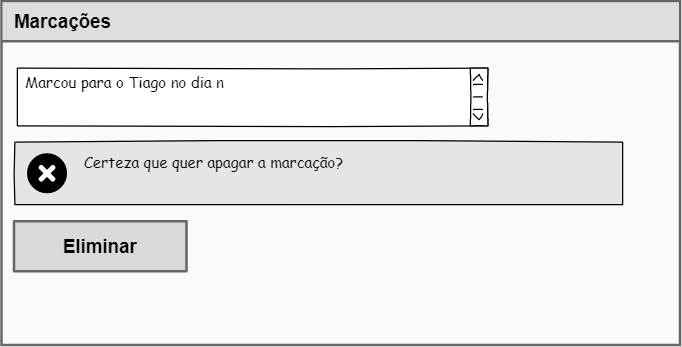 Marcações
Marcou para o Tiago no dia n
Certeza que quer apagar a marcação?
Eliminar